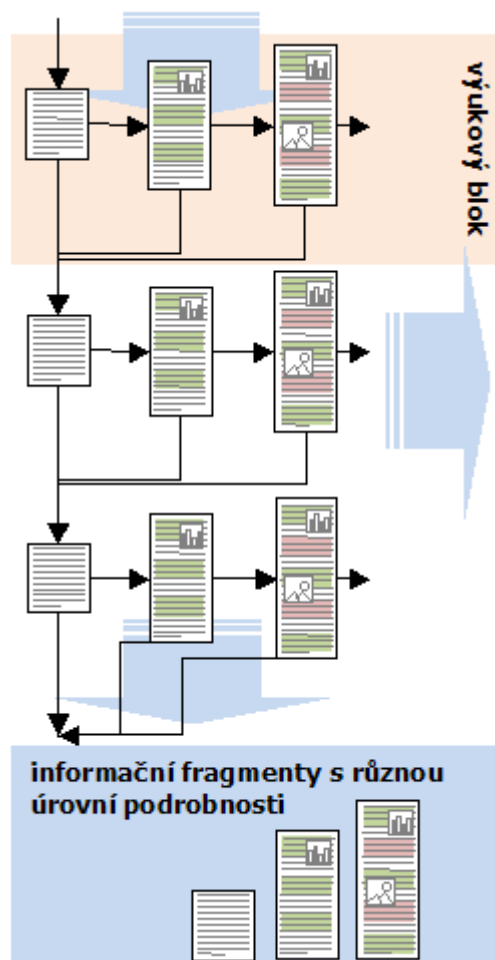 výukový blok
informační fragmenty s různou
úrovní podrobnosti